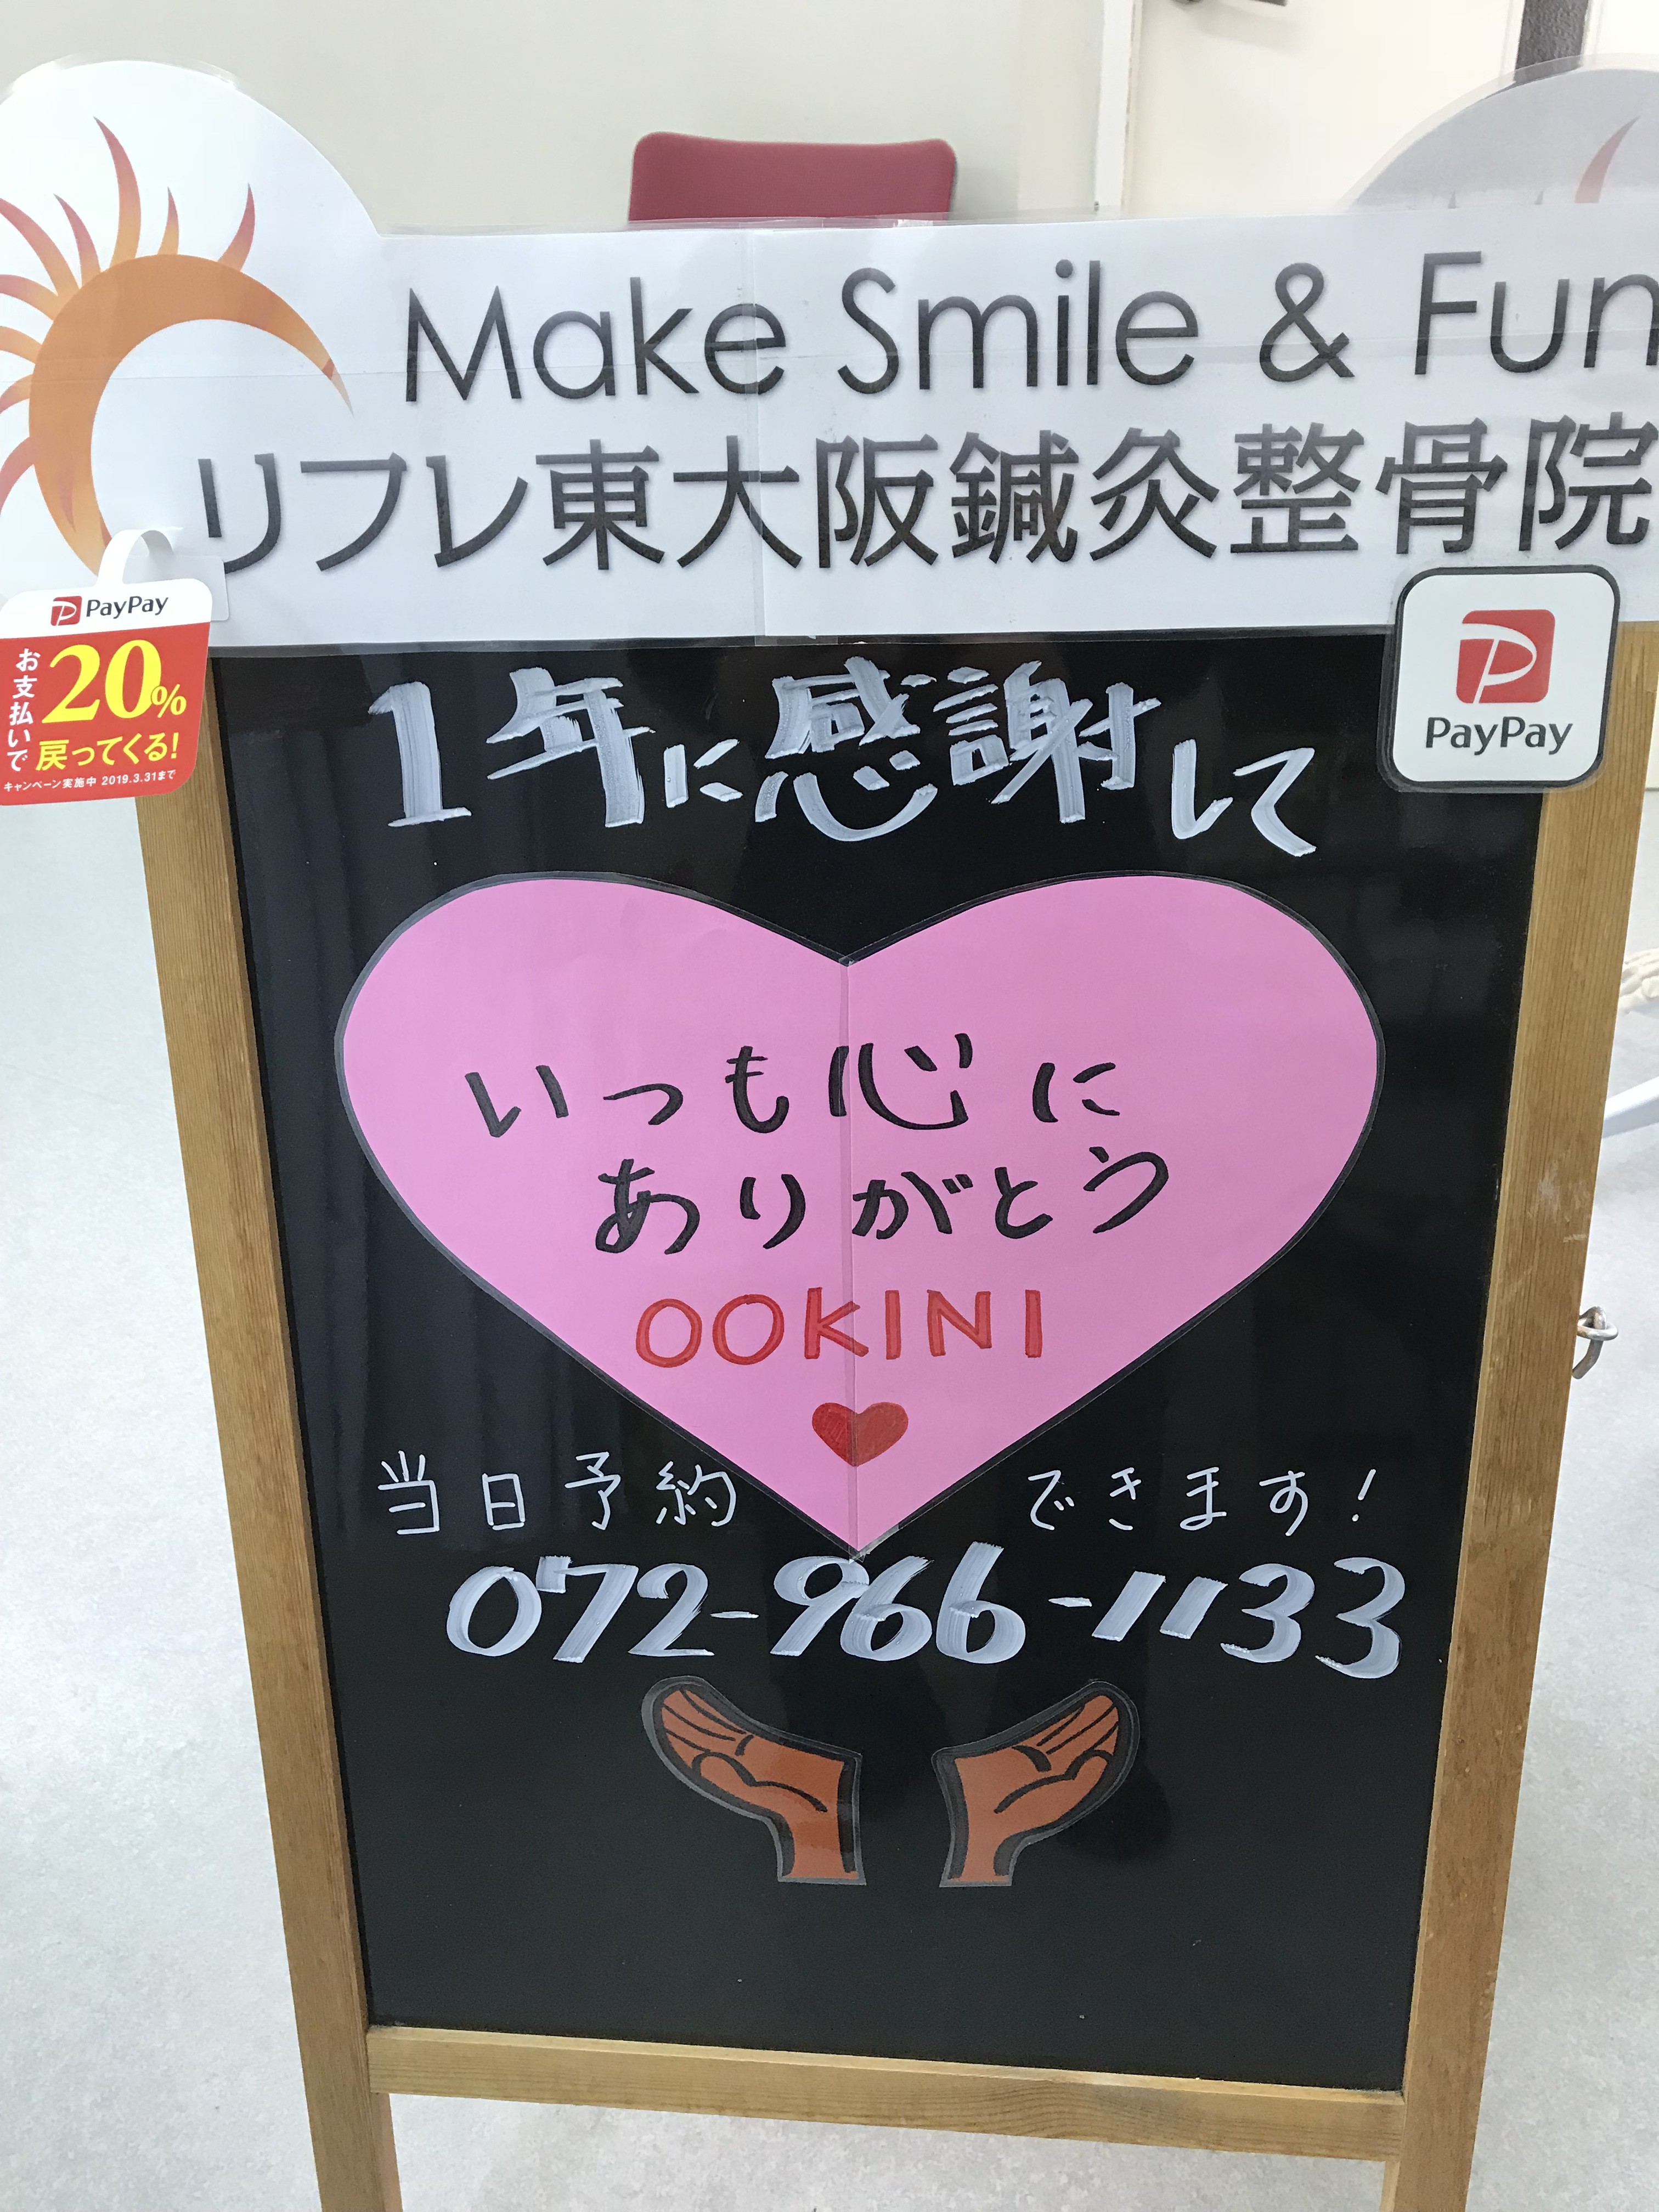 Make Smile & Fun
リフレ東大阪鍼灸整骨院
PayPay
お支払いで
20%
戻ってくる!
キャンペーン実施中 2019.3.31まで
PayPay
1年に感謝して
いつも心に
ありがとう
OOKINI
当日予約 できます!
072-966-1133